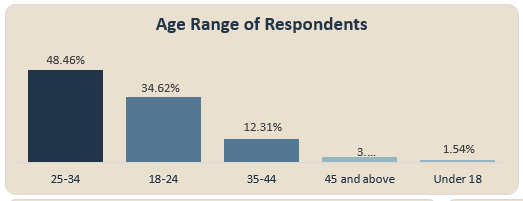 Age Range of Respondents
48.46%
34.62%
12.31%
3....
1.54%
25-34
18-24
35-44
45 and above
Under 18